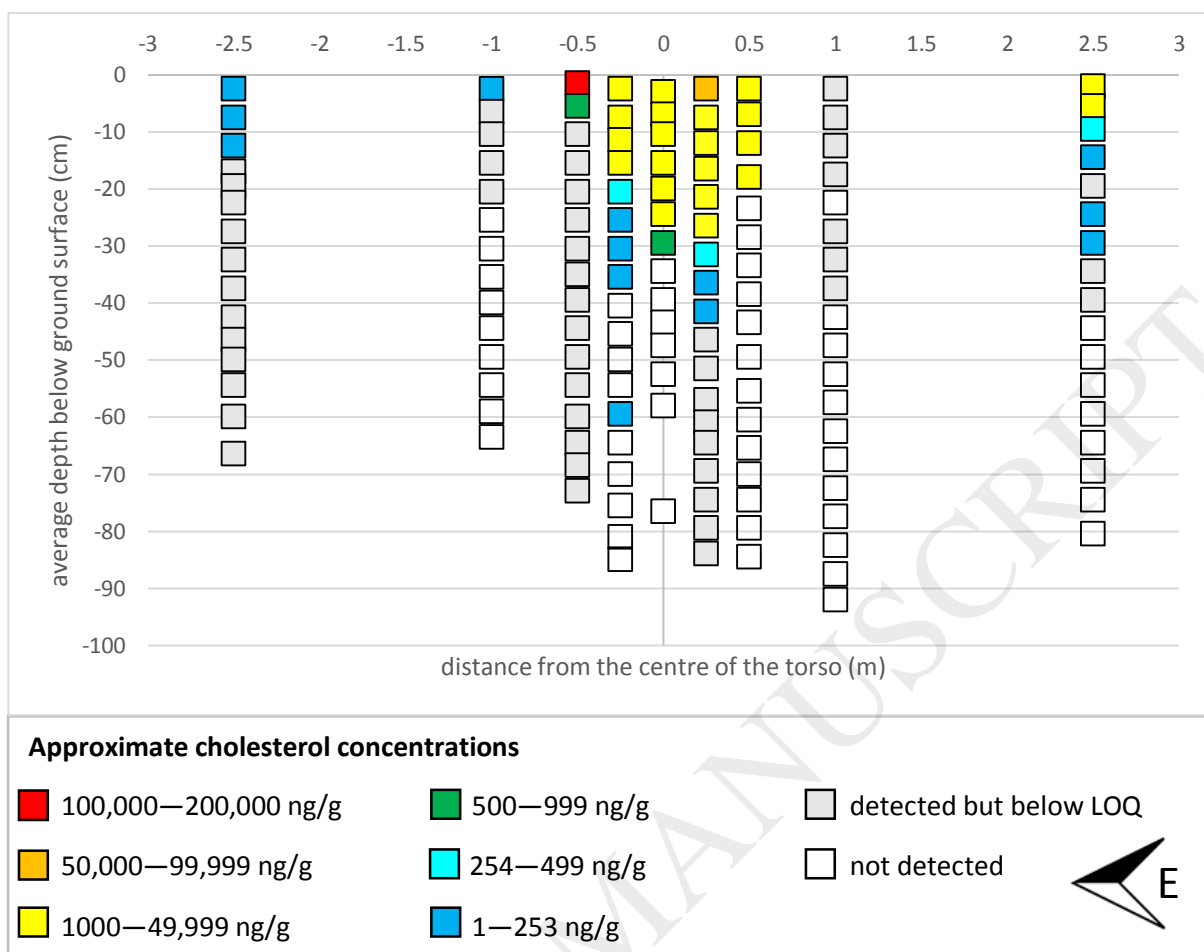 -3 -2.5 -2 -1.5 -1 -0.5 0 0.5 1 1.5 2 2.5 3
0
-10
-20
-30
-40
-50
-60
-70
-80
-90
-100
average depth below ground surface (cm)
distance from the centre of the torso (m)
Approximate cholesterol concentrations
100,000—200,000 ng/g
500—999 ng/g
detected but below LOQ
50,000—99,999 ng/g
254—499 ng/g
not detected
1000—49,999 ng/g
1—253 ng/g
E
MANUSCRIPT